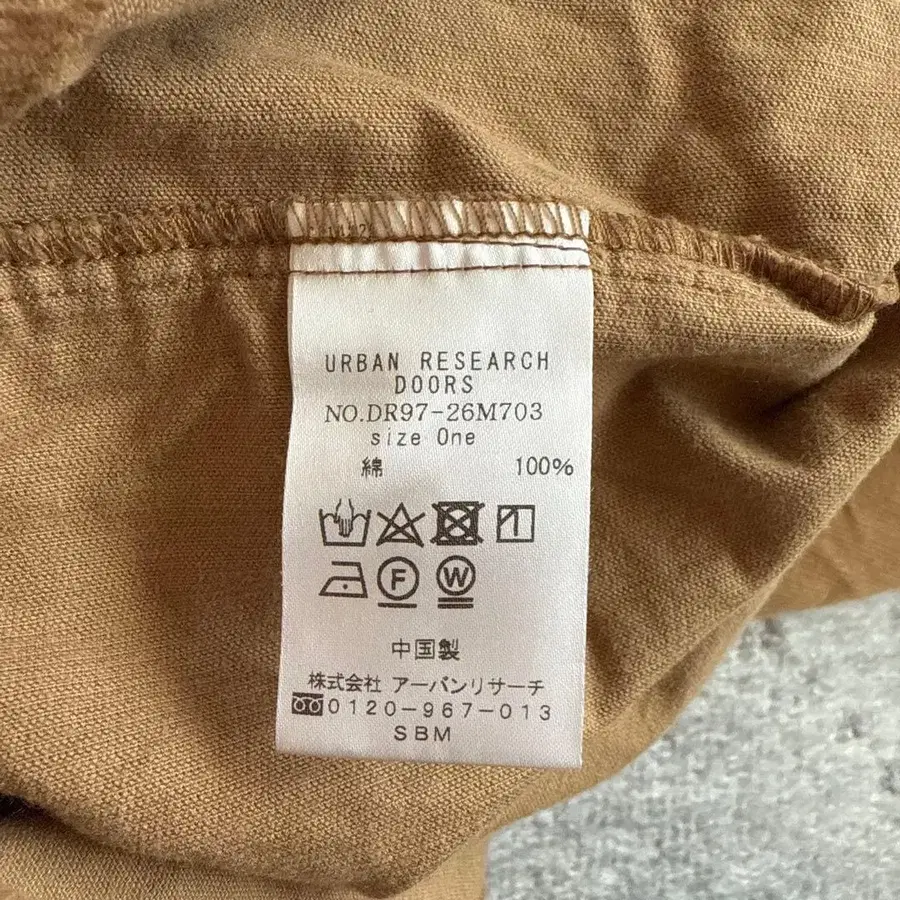 URBAN RESEARCH
DOORS
NO.DR97-26M703
size One
綿 100%
F W
中国製
株式会社 アーバンリサーチ
0120-967-013
SBM